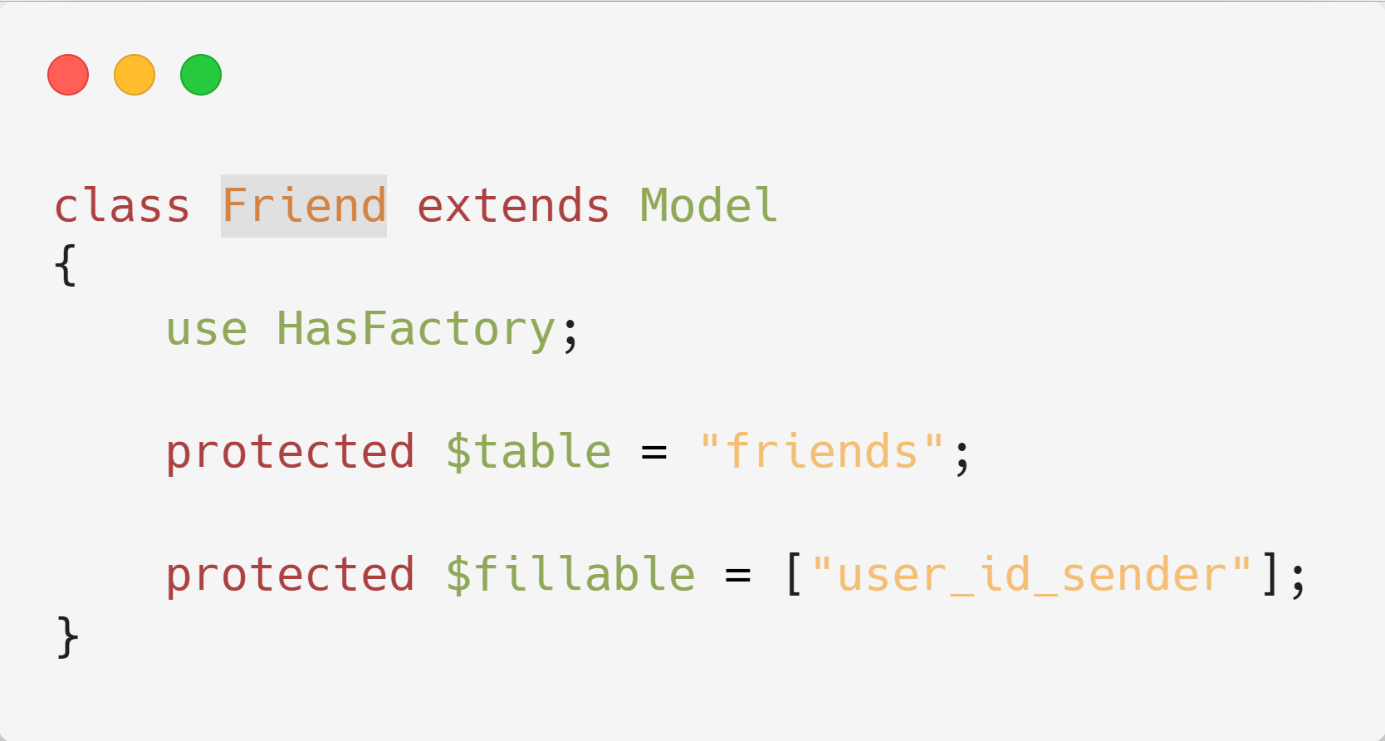 class Friend extends Model
{
    use HasFactory;
    protected $table = "friends";
    protected $fillable = ["user_id_sender"];
}